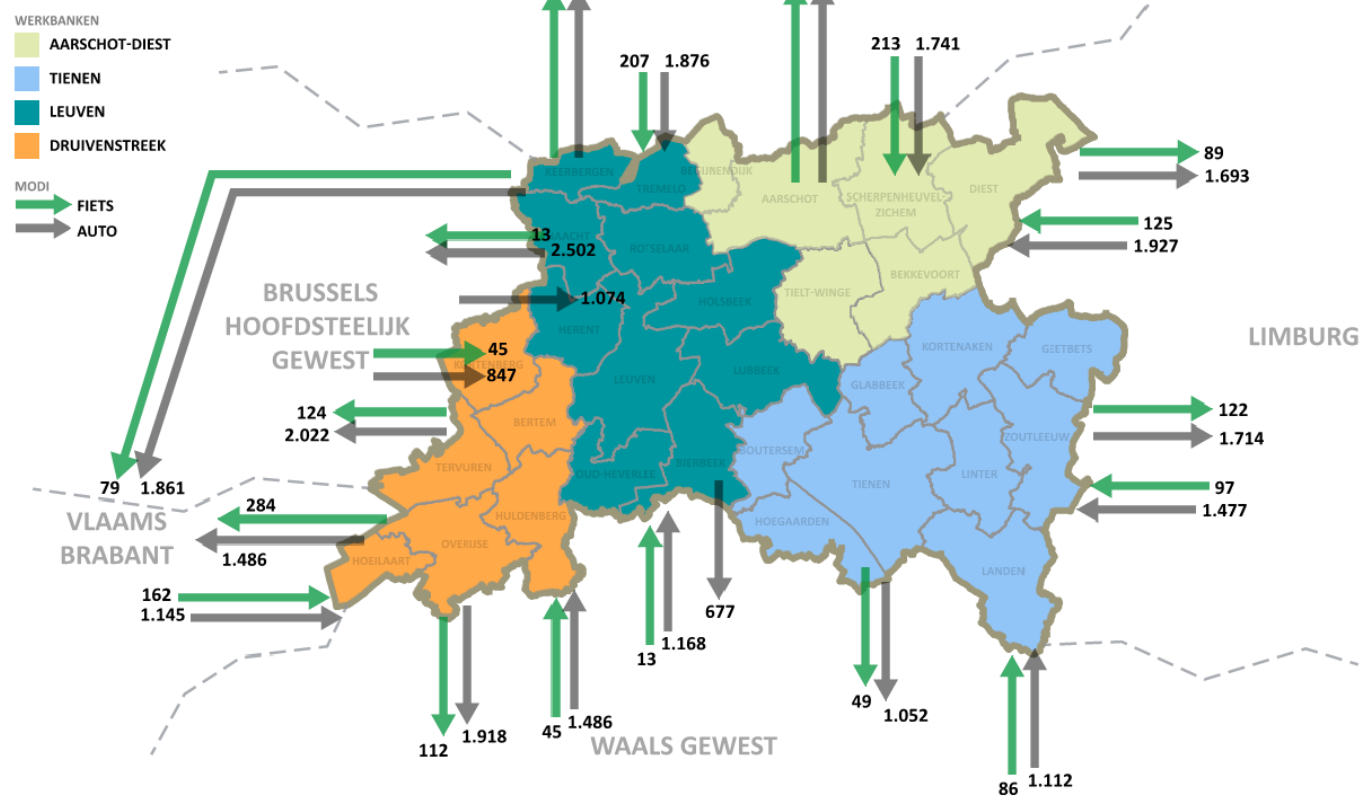 WERKBANKEN
AARSCHOT-DIEST
TIENEN
LEUVEN
DRUIVENSTREEK
MODI
FIETS
AUTO
207
1.876
213
1.741
89
1.693
125
1.927
KEERBERGEN
TREMELO
BEGIJNENDIJK
AARSCHOT
SCHERPENHEUVEL-
ZICHEM
DIEST
13
2.502
ROTSELAAR
BEKKEVOORT
TIELT-WINGE
HOLSBEEK
1.074
HERENT
BRUSSELS
HOOFDSTEELIJK
GEWEST
LIMBURG
45
847
KORTENAKEN
GEETBETS
LEUVEN
LUBBEEK
GLABBEEK
124
2.022
BERTEM
122
1.714
ZOUTLEEUW
BOUTERSEM
TERVUREN
OUD-HEVERLEE
BIERBEEK
TIENEN
LINTER
79
1.861
97
1.477
VLAAMS
BRABANT
284
1.486
HULDENBERG
HOEGAARDEN
OVERIJSE
HOEILAART
LANDEN
162
1.145
677
13
1.168
49
1.052
112
1.918
45
1.486
WAALS GEWEST
86
1.112